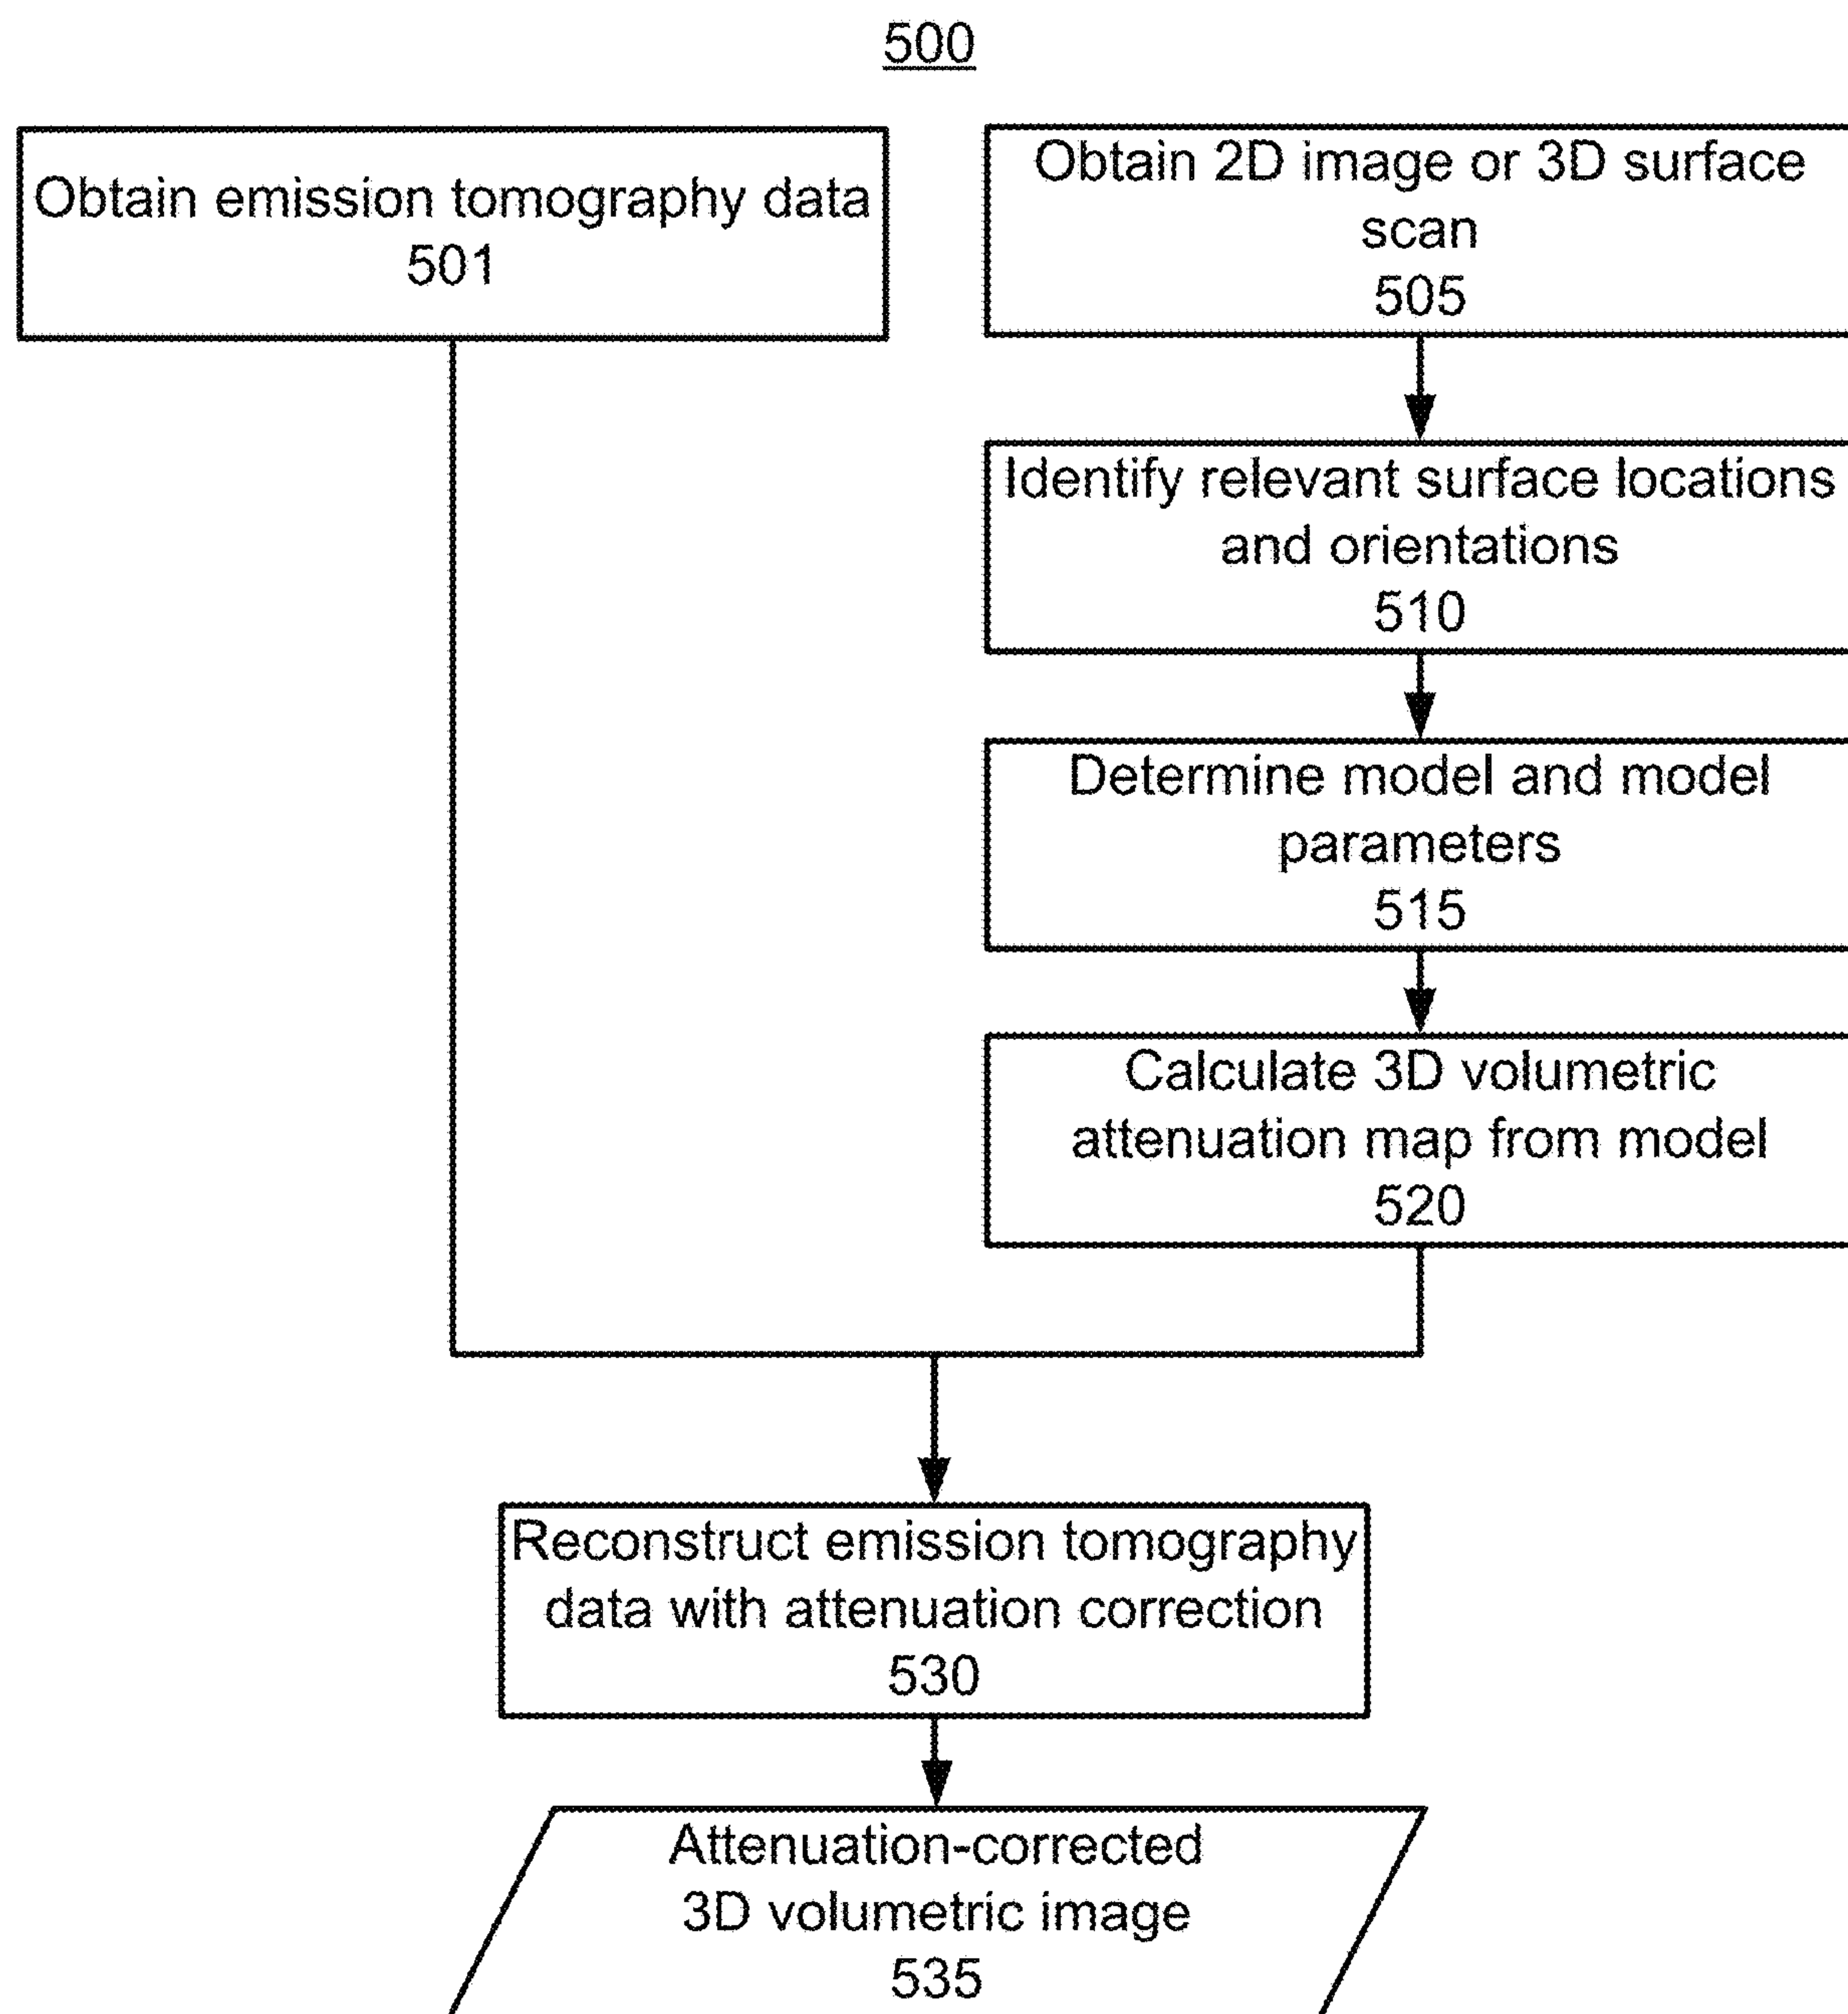 500
Obtain emission tomography data
501
Obtain 2D image or 3D surface
scan
505
Identify relevant surface locations
and orientations
510
Determine model and model
parameters
515
Calculate 3D volumetric
attenuation map from model
520
Reconstruct emission tomography
data with attenuation correction
530
Attenuation-corrected
3D volumetric image
535